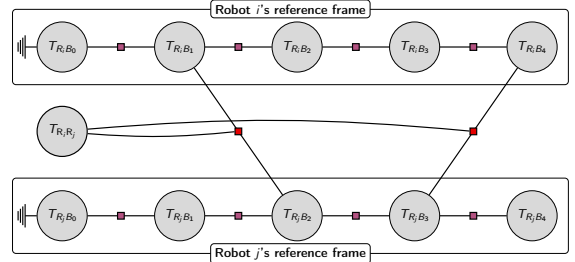 Robot i's reference frame
T_{R_iB_0} T_{R_iB_1} T_{R_iB_2} T_{R_iB_3} T_{R_iB_4}
T_{R_iR_j}
T_{R_jB_0} T_{R_jB_1} T_{R_jB_2} T_{R_jB_3} T_{R_jB_4}
Robot j's reference frame